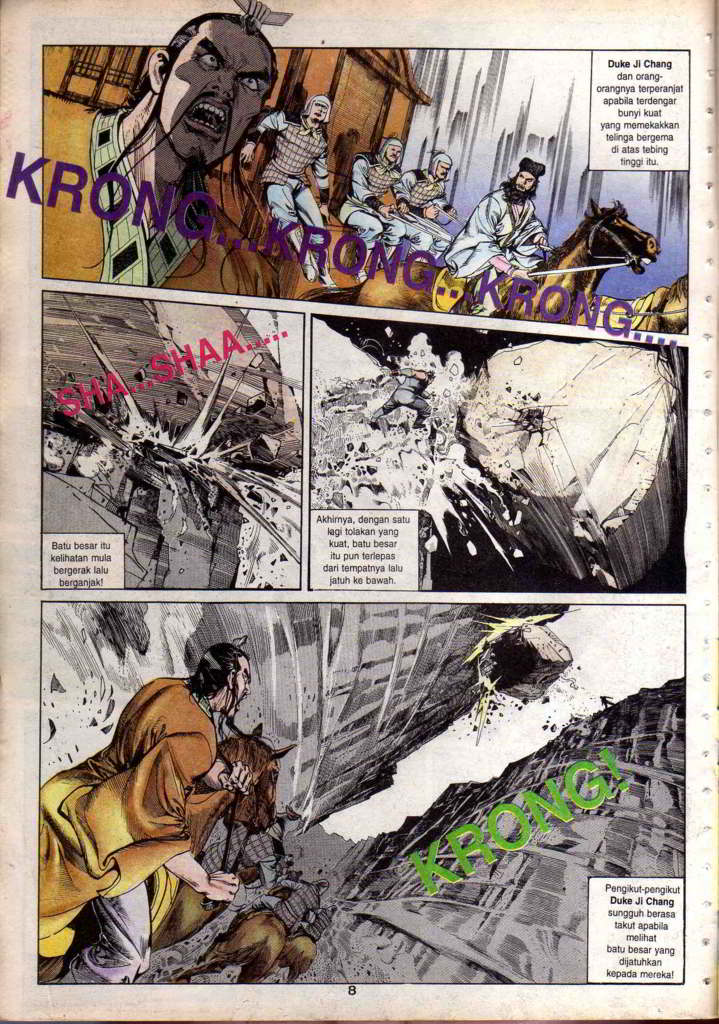 Duke Ji Chang
dan orang-
orangnya terperanjat
apabila terdengar
bunyi kuat
yang memekakkan
telinga bergema
di atas tebing
tinggi itu.
KRONG...KRONG...KRONG....
SHA...SHAA.....
Batu besar itu
kelihatan mula
bergerak lalu
berganjak!
Akhirnya, dengan satu
lagi tolakan yang
kuat, batu besar
itu pun terlepas
dari tempatnya lalu
jatuh ke bawah.
KRONG!
Pengikut-pengikut
Duke Ji Chang
sungguh berasa
takut apabila
melihat
batu besar yang
dijatuhkan
kepada mereka!
8